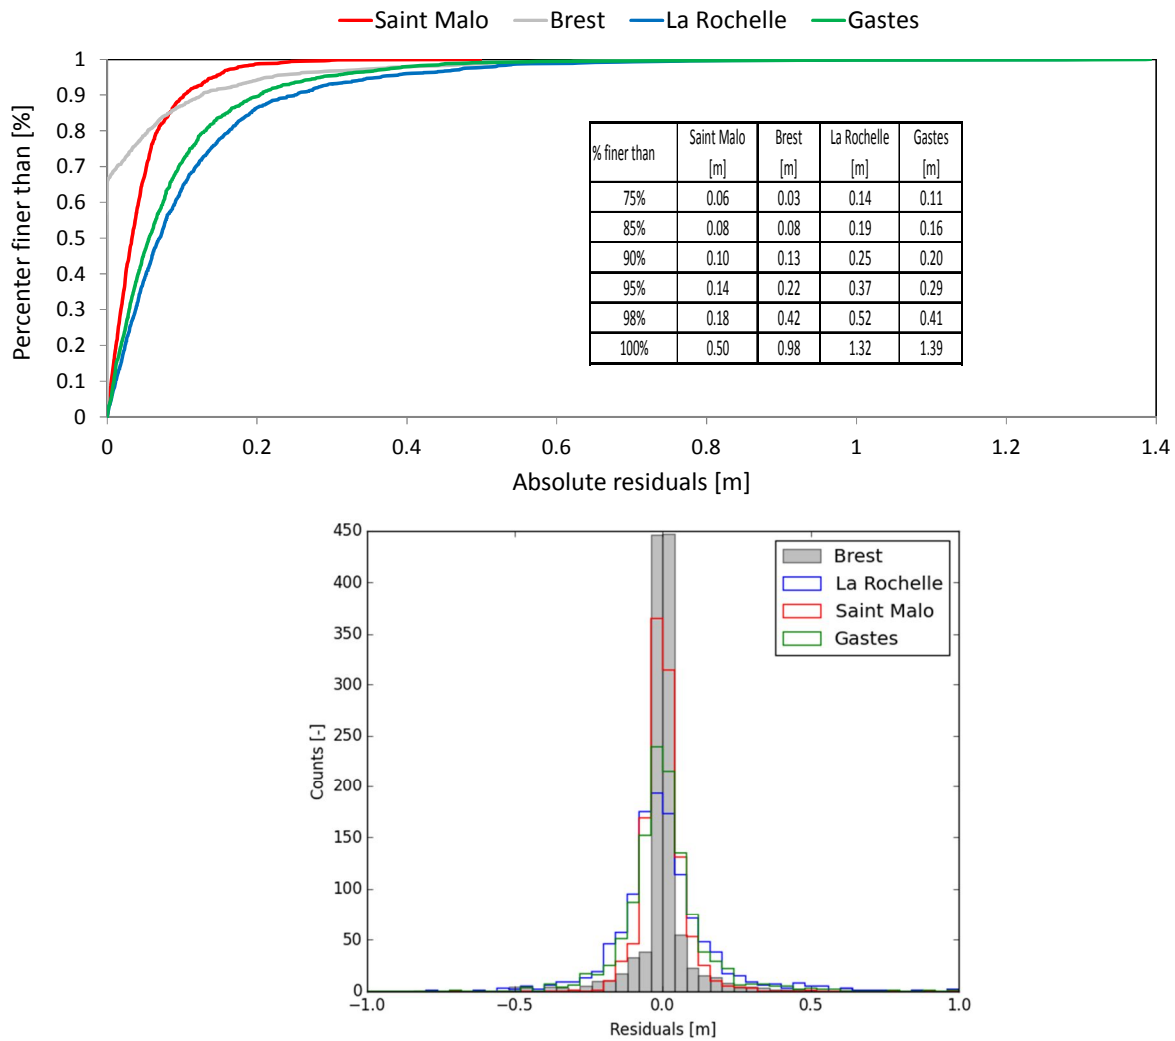 Saint Malo Brest La Rochelle Gastes
1
0.9
0.8
0.7
0.6
0.5
0.4
0.3
0.2
0.1
0
Percenter finer than [%]
0 0.2 0.4 0.6 0.8 1 1.2 1.4
Absolute residuals [m]
% finer than Saint Malo [m] Brest [m] La Rochelle [m] Gastes [m]
75% 0.06 0.03 0.14 0.11
85% 0.08 0.08 0.19 0.16
90% 0.10 0.13 0.25 0.20
95% 0.14 0.22 0.37 0.29
98% 0.18 0.42 0.52 0.41
100% 0.50 0.98 1.32 1.39
450
400
350
300
250
200
150
100
50
0
Counts [-]
Brest
La Rochelle
Saint Malo
Gastes
−1.0 −0.5 0.0 0.5 1.0
Residuals [m]